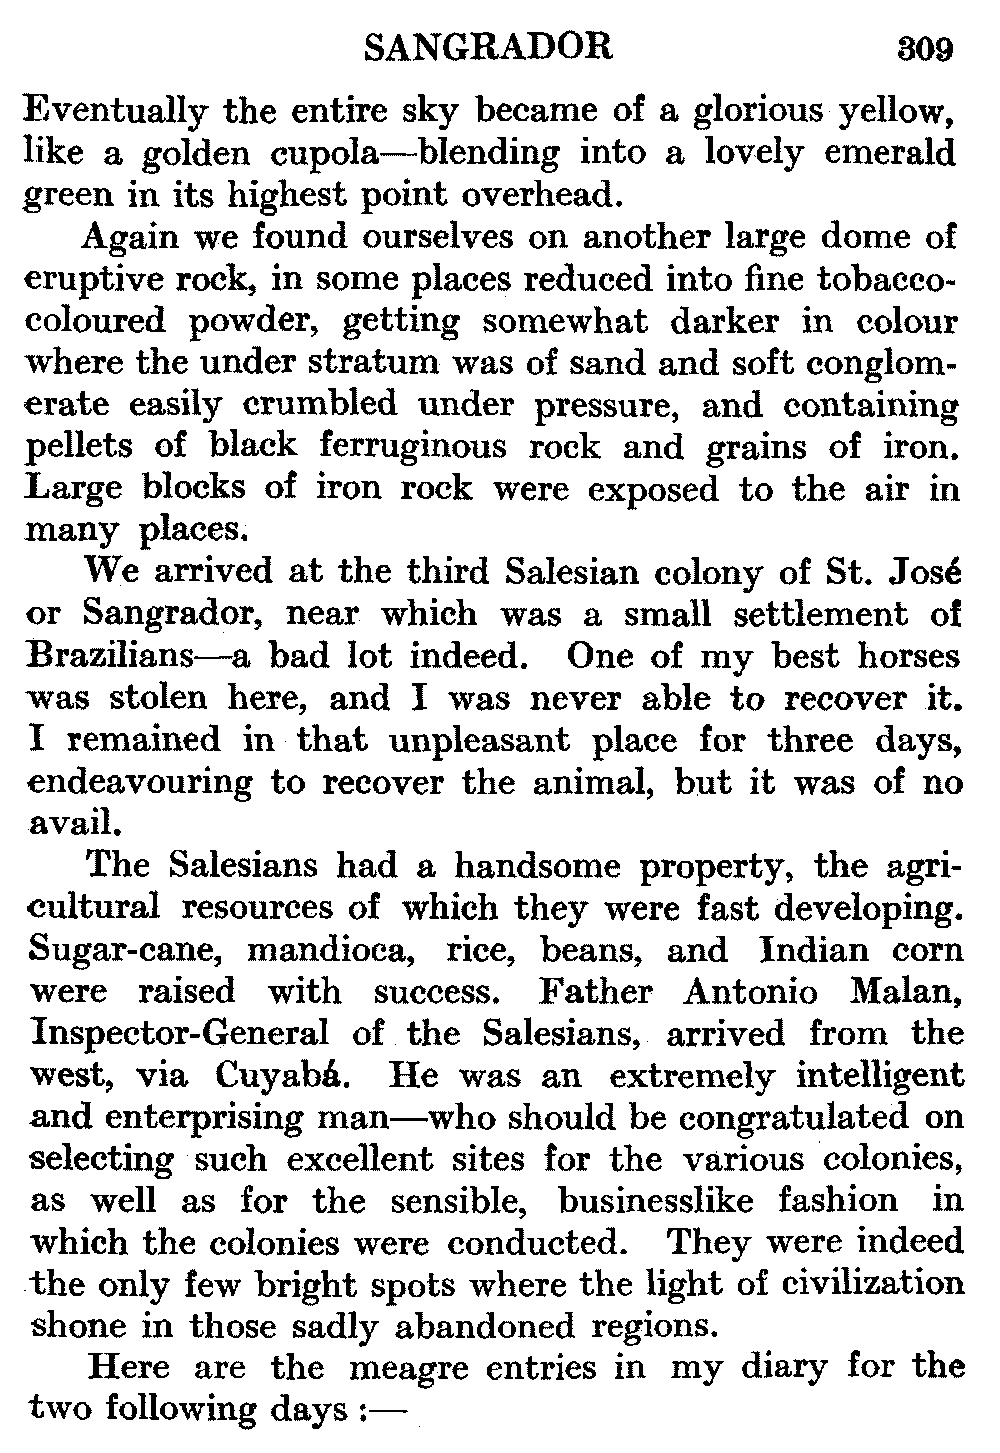 SANGRADOR 309
Eventually the entire sky became of a glorious yellow,
like a golden cupola—blending into a lovely emerald
green in its highest point overhead.
Again we found ourselves on another large dome of
eruptive rock, in some places reduced into fine tobacco-
coloured powder, getting somewhat darker in colour
where the under stratum was of sand and soft conglom-
erate easily crumbled under pressure, and containing
pellets of black ferruginous rock and grains of iron.
Large blocks of iron rock were exposed to the air in
many places.
We arrived at the third Salesian colony of St. José
or Sangrador, near which was a small settlement of
Brazilians—a bad lot indeed. One of my best horses
was stolen here, and I was never able to recover it.
I remained in that unpleasant place for three days,
endeavouring to recover the animal, but it was of no
avail.
The Salesians had a handsome property, the agri-
cultural resources of which they were fast developing.
Sugar-cane, mandioca, rice, beans, and Indian corn
were raised with success. Father Antonio Malan,
Inspector-General of the Salesians, arrived from the
west, via Cuyabá. He was an extremely intelligent
and enterprising man—who should be congratulated on
selecting such excellent sites for the various colonies,
as well as for the sensible, businesslike fashion in
which the colonies were conducted. They were indeed
the only few bright spots where the light of civilization
shone in those sadly abandoned regions.
Here are the meagre entries in my diary for the
two following days :—